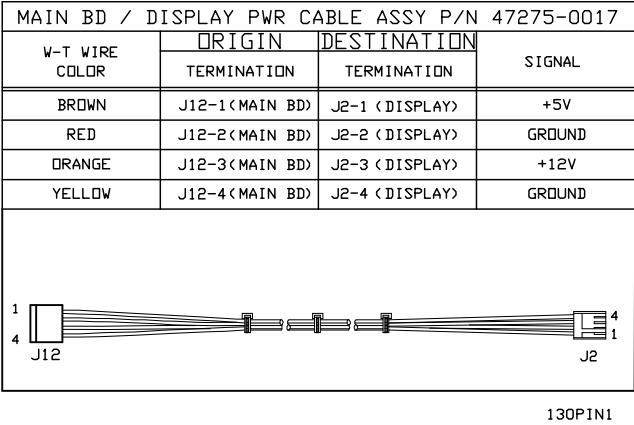 MAIN BD / DISPLAY PWR CABLE ASSY P/N 47275-0017
W-T WIRE COLOR ORIGIN TERMINATION DESTINATION TERMINATION SIGNAL
BROWN J12-1(MAIN BD) J2-1 (DISPLAY) +5V
RED J12-2(MAIN BD) J2-2 (DISPLAY) GROUND
ORANGE J12-3(MAIN BD) J2-3 (DISPLAY) +12V
YELLOW J12-4(MAIN BD) J2-4 (DISPLAY) GROUND
1 4
4 1
J12 J2
130PIN1